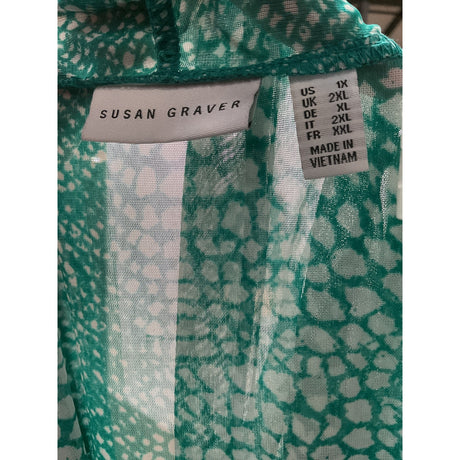 SUSAN GRAVER
US 1X
UK 2XL
DE XL
IT 2XL
FR XXL
MADE IN
VIETNAM